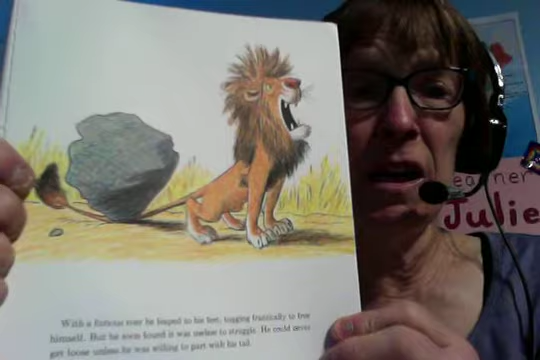 With a furious roar he leaped to his feet, tugging frantically to free
himself. But he soon found it was useless to struggle. He could never
get loose unless he was willing to part with his tail.
Julie